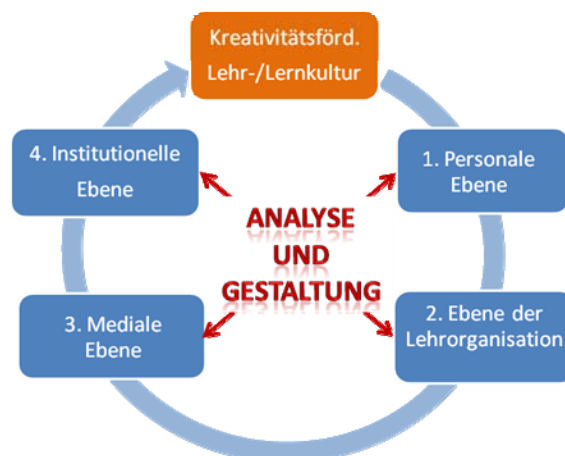 Kreativitätsförd.
Lehr-/Lernkultur
4. Institutionelle
Ebene
1. Personale
Ebene
ANALYSE
UND
GESTALTUNG
3. Mediale
Ebene
2. Ebene der
Lehrorganisation